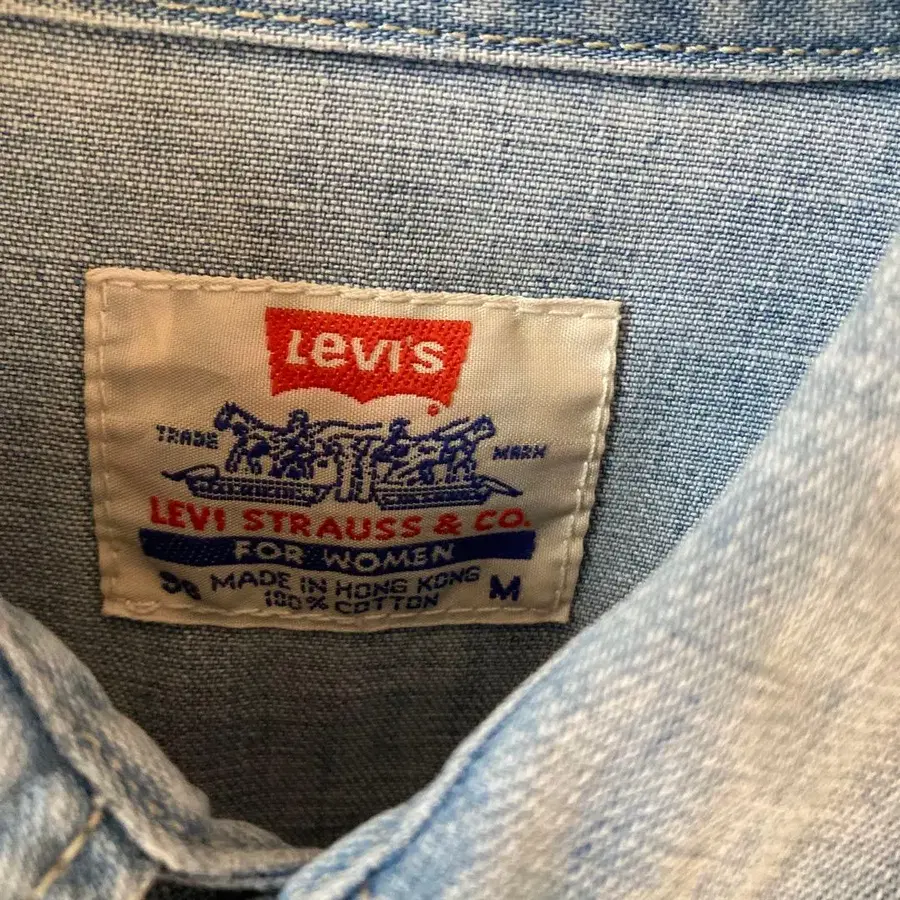 Levi's
®
TRADE MARK
LEVI STRAUSS & CO.
FOR WOMEN
MADE IN HONG KONG M
100% COTTON